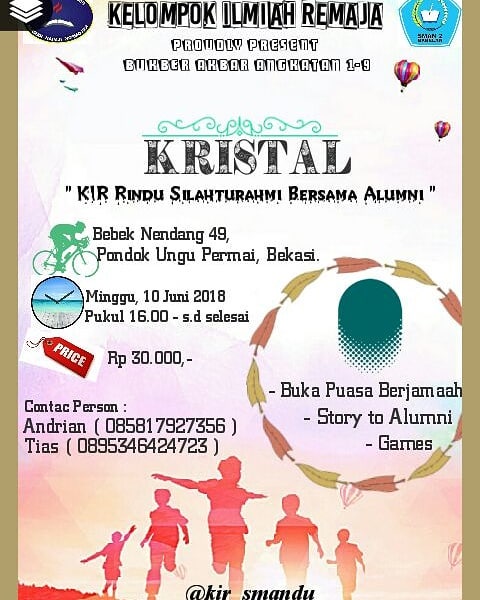 KELOMPOK ILMIAH REMAJA
PROUDLY PRESENT
BUKBER AKBAR ANGKATAN 1-9
SMAN 2
KRISTAL
" KIR RINDU SILAHTURAHMI BERSAMA ALUMNI "
Bebek Nendang 49,
Pondok Ungu Permai, Bekasi.
Minggu, 10 Juni 2018
Pukul 16.00 - s.d selesai
PRICE
Rp 30.000,-
- Buka Puasa Berjamaah
- Story to Alumni
- Games
Contac Person :
Andrian ( 085817927356 )
Tias ( 0895346424723 )
@kir_smandu